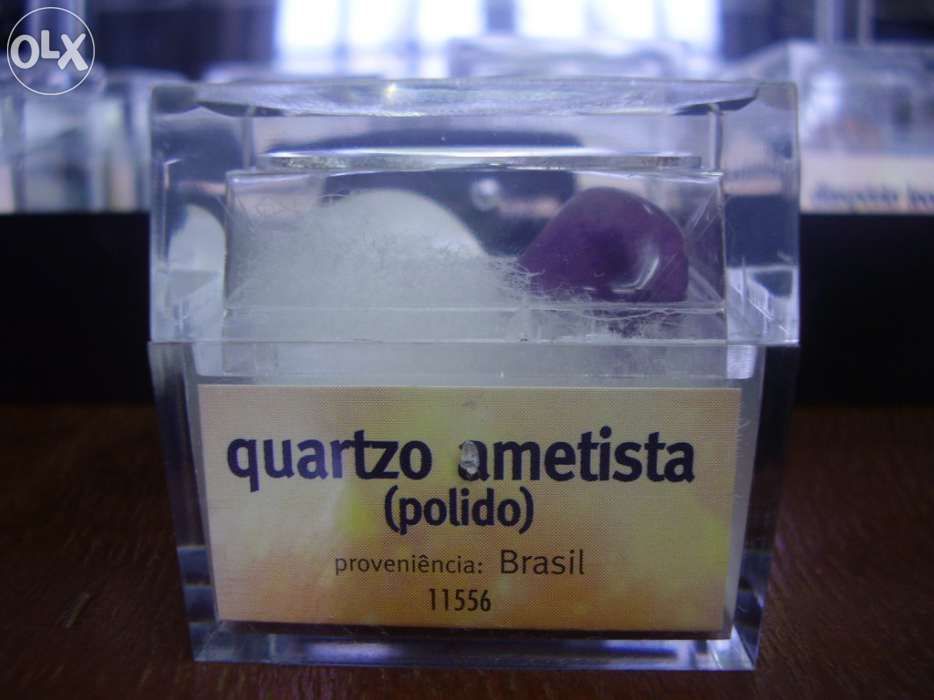 OLX
quartzo ametista
(polido)
proveniência: Brasil
11556